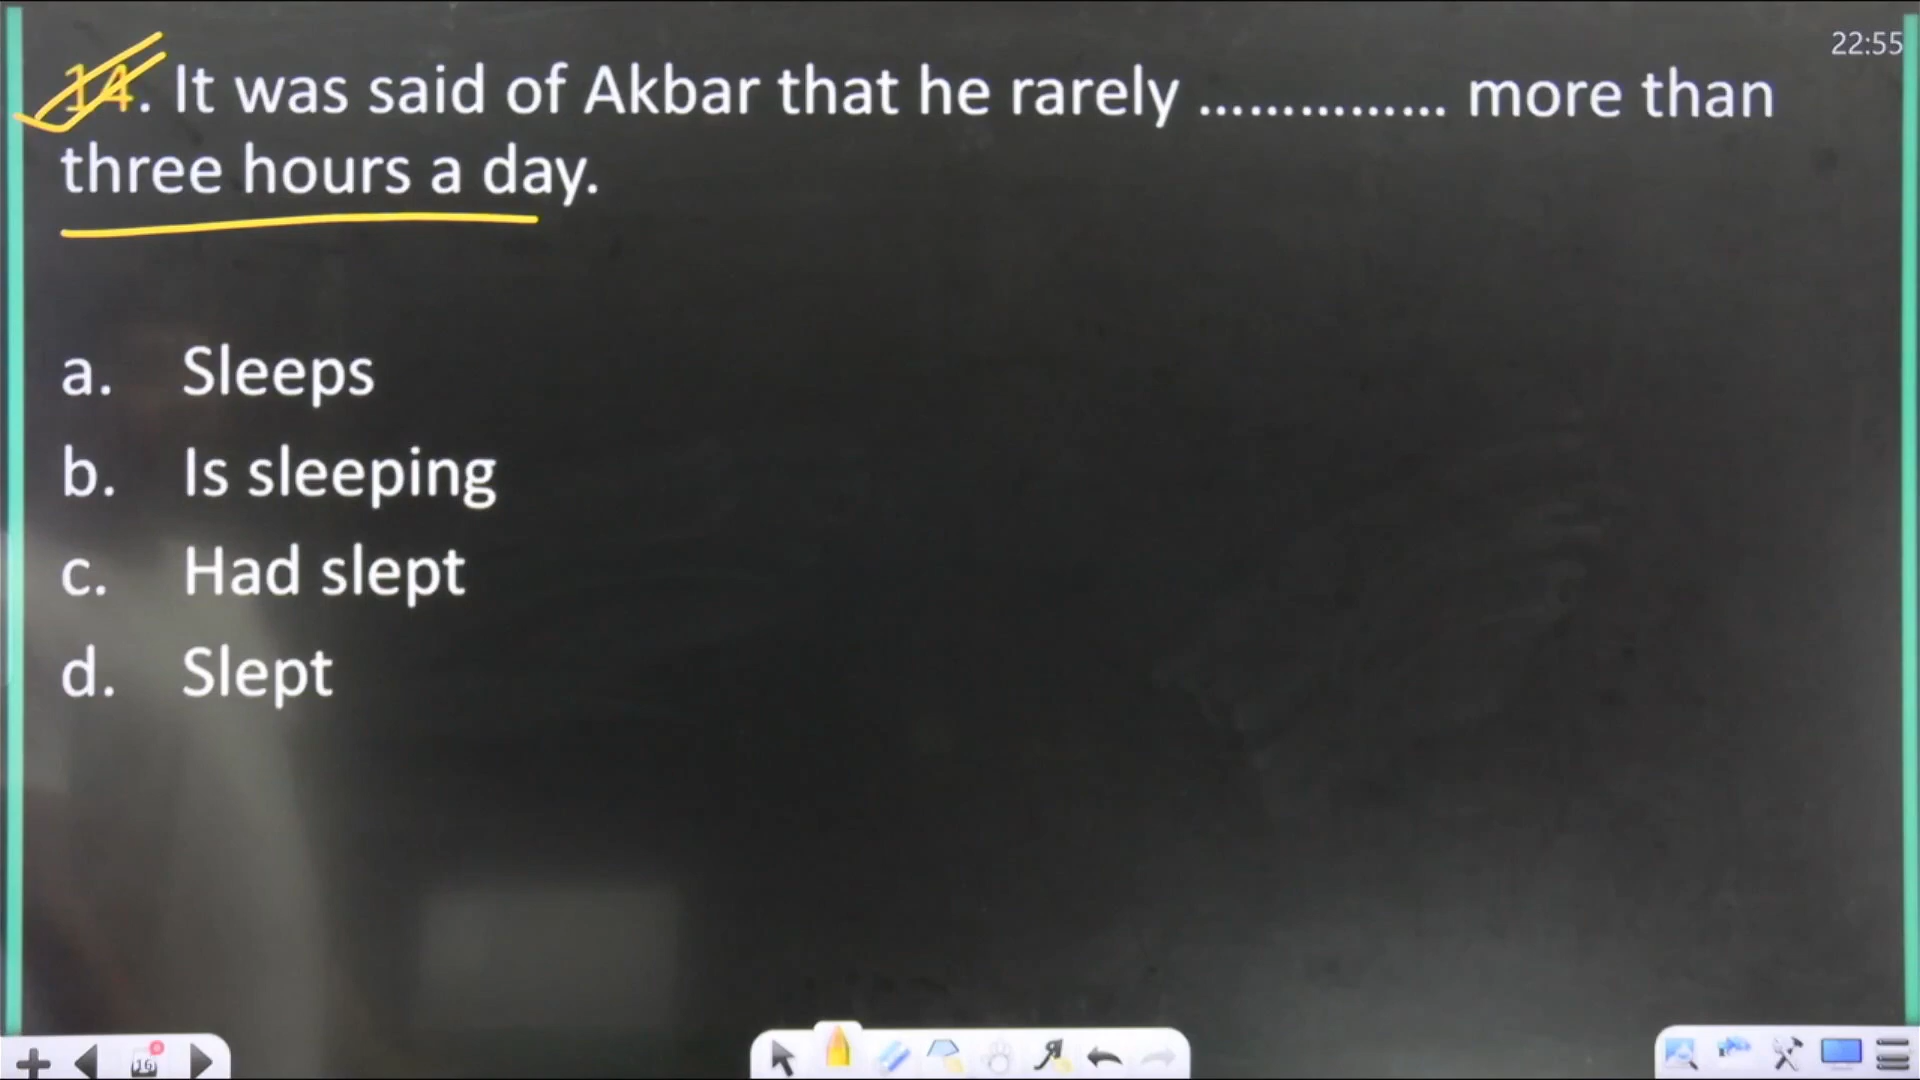 22:55
14. It was said of Akbar that he rarely ............... more than
three hours a day.
a. Sleeps
b. Is sleeping
c. Had slept
d. Slept
16